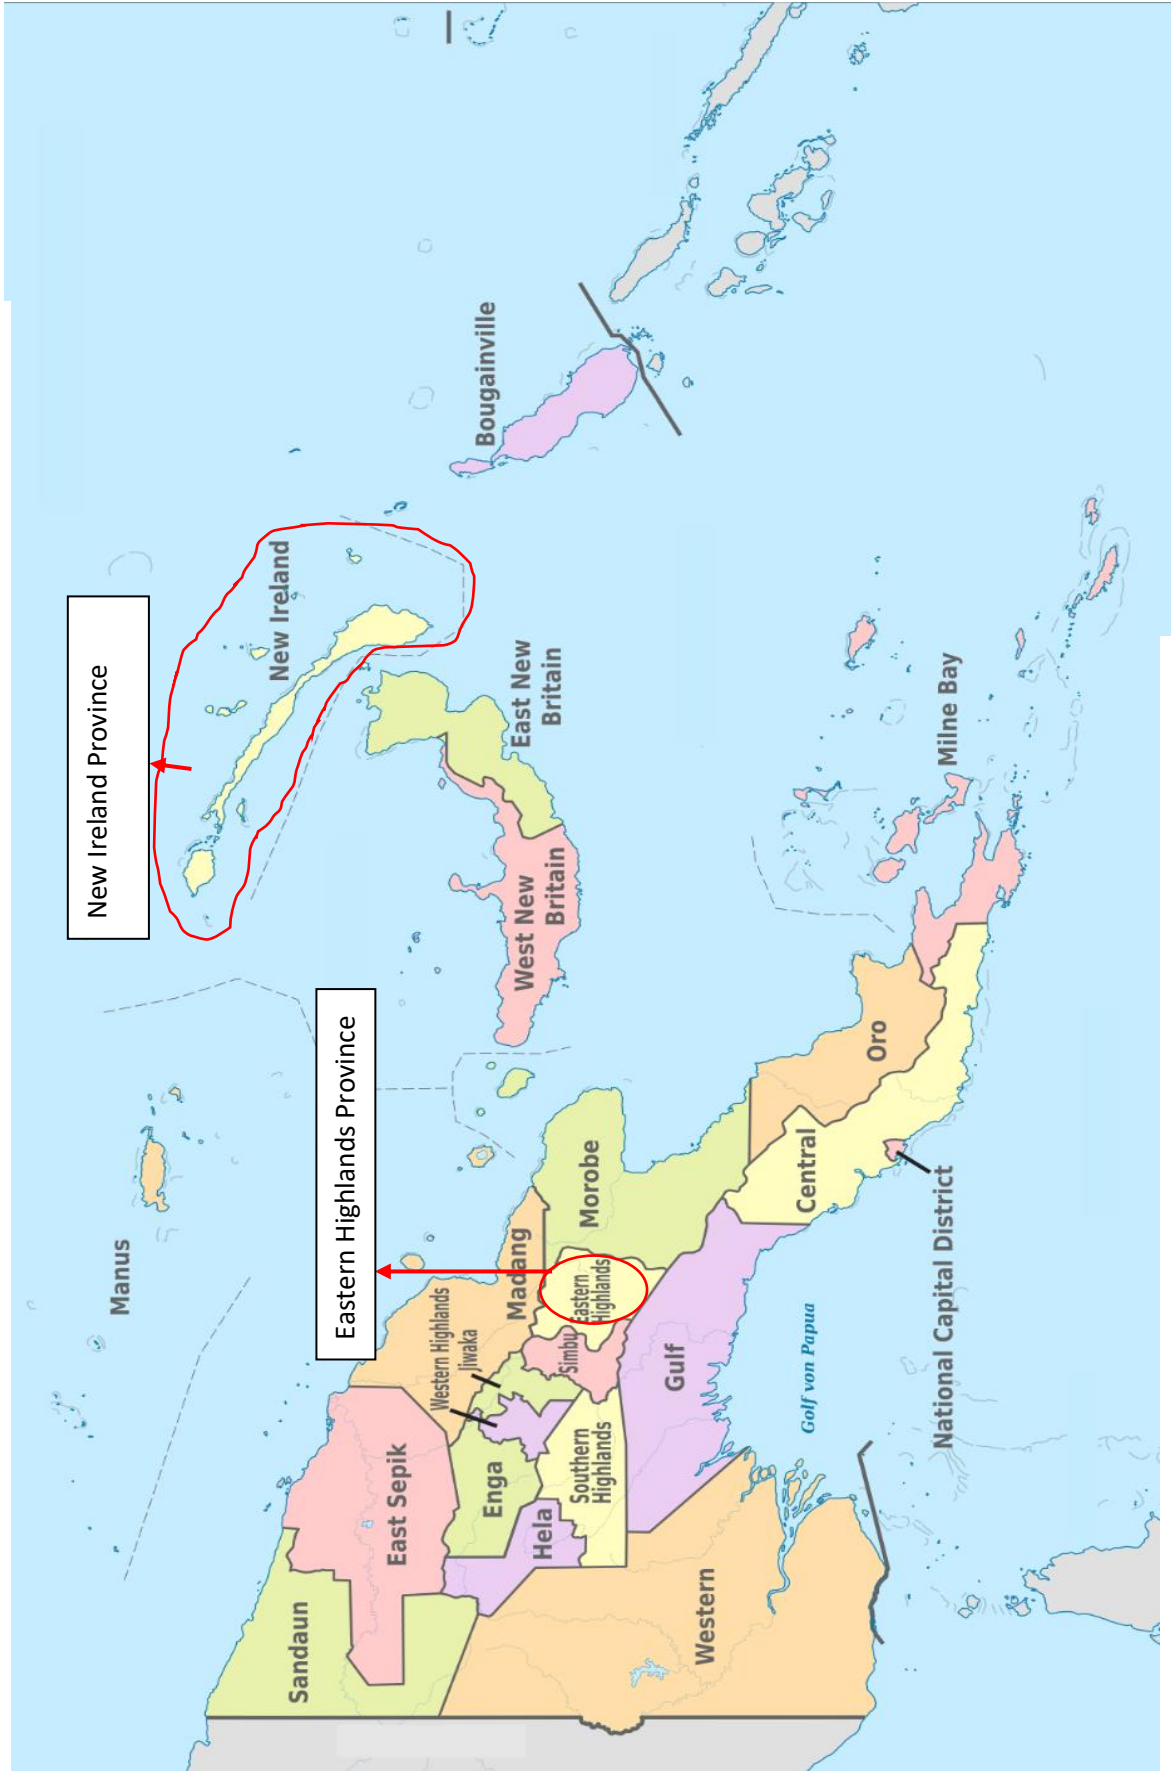 New Ireland Province
Eastern Highlands Province
Manus
New Ireland
Bougainville
East New
Britain
West New
Britain
Sandaun
East Sepik
Madang
Western Highlands
Jiwaka
Enga
Hela
Southern
Highlands
Simbu
Eastern
Highlands
Morobe
Gulf
Western
Central
Oro
Milne Bay
Golf von Papua
National Capital District